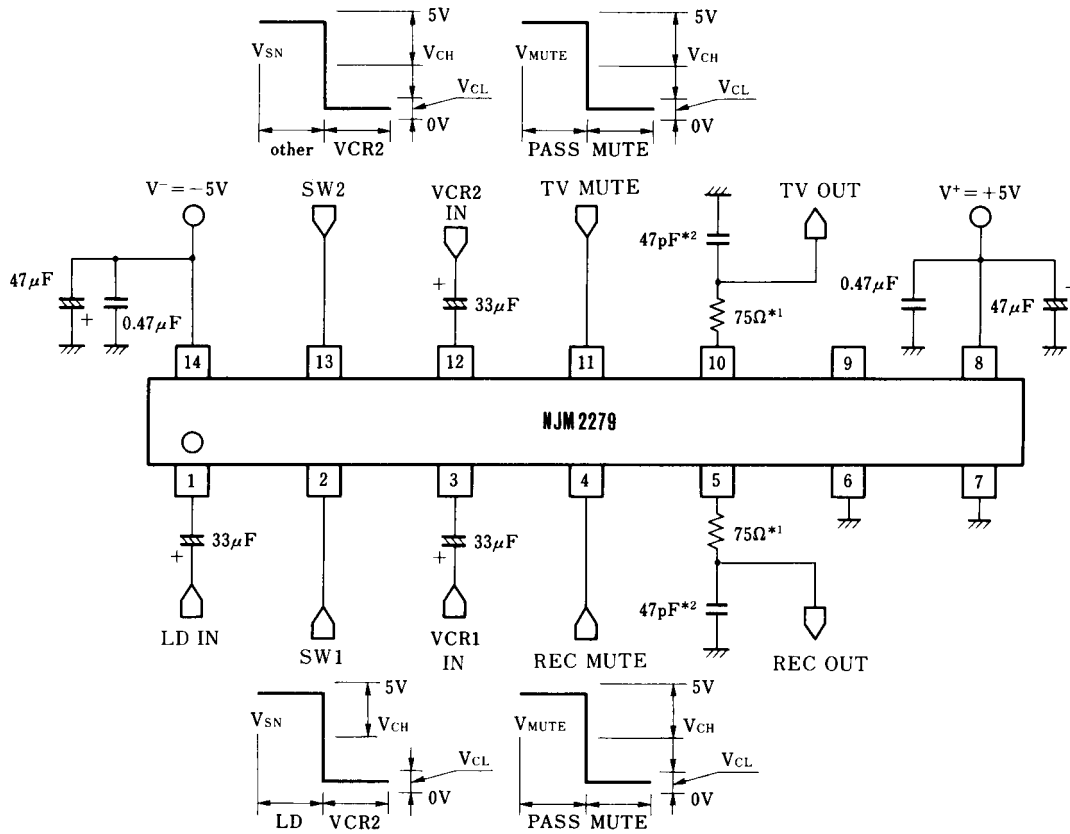 5V
VSN
VCH
VCL
0V
other VCR2
5V
VMUTE
VCH
VCL
0V
PASS MUTE
V⁻=−5V
SW2
VCR2
IN
TV MUTE
TV OUT
V⁺=+5V
47μF
+
0.47μF
+
33μF
47pF*2
75Ω*1
0.47μF
47μF
14
13
12
11
10
9
8
NJM2279
1
2
3
4
5
6
7
+
33μF
+
33μF
75Ω*1
47pF*2
LD IN
SW1
VCR1
IN
REC MUTE
REC OUT
5V
VSN
VCH
VCL
0V
LD VCR2
5V
VMUTE
VCH
VCL
0V
PASS MUTE